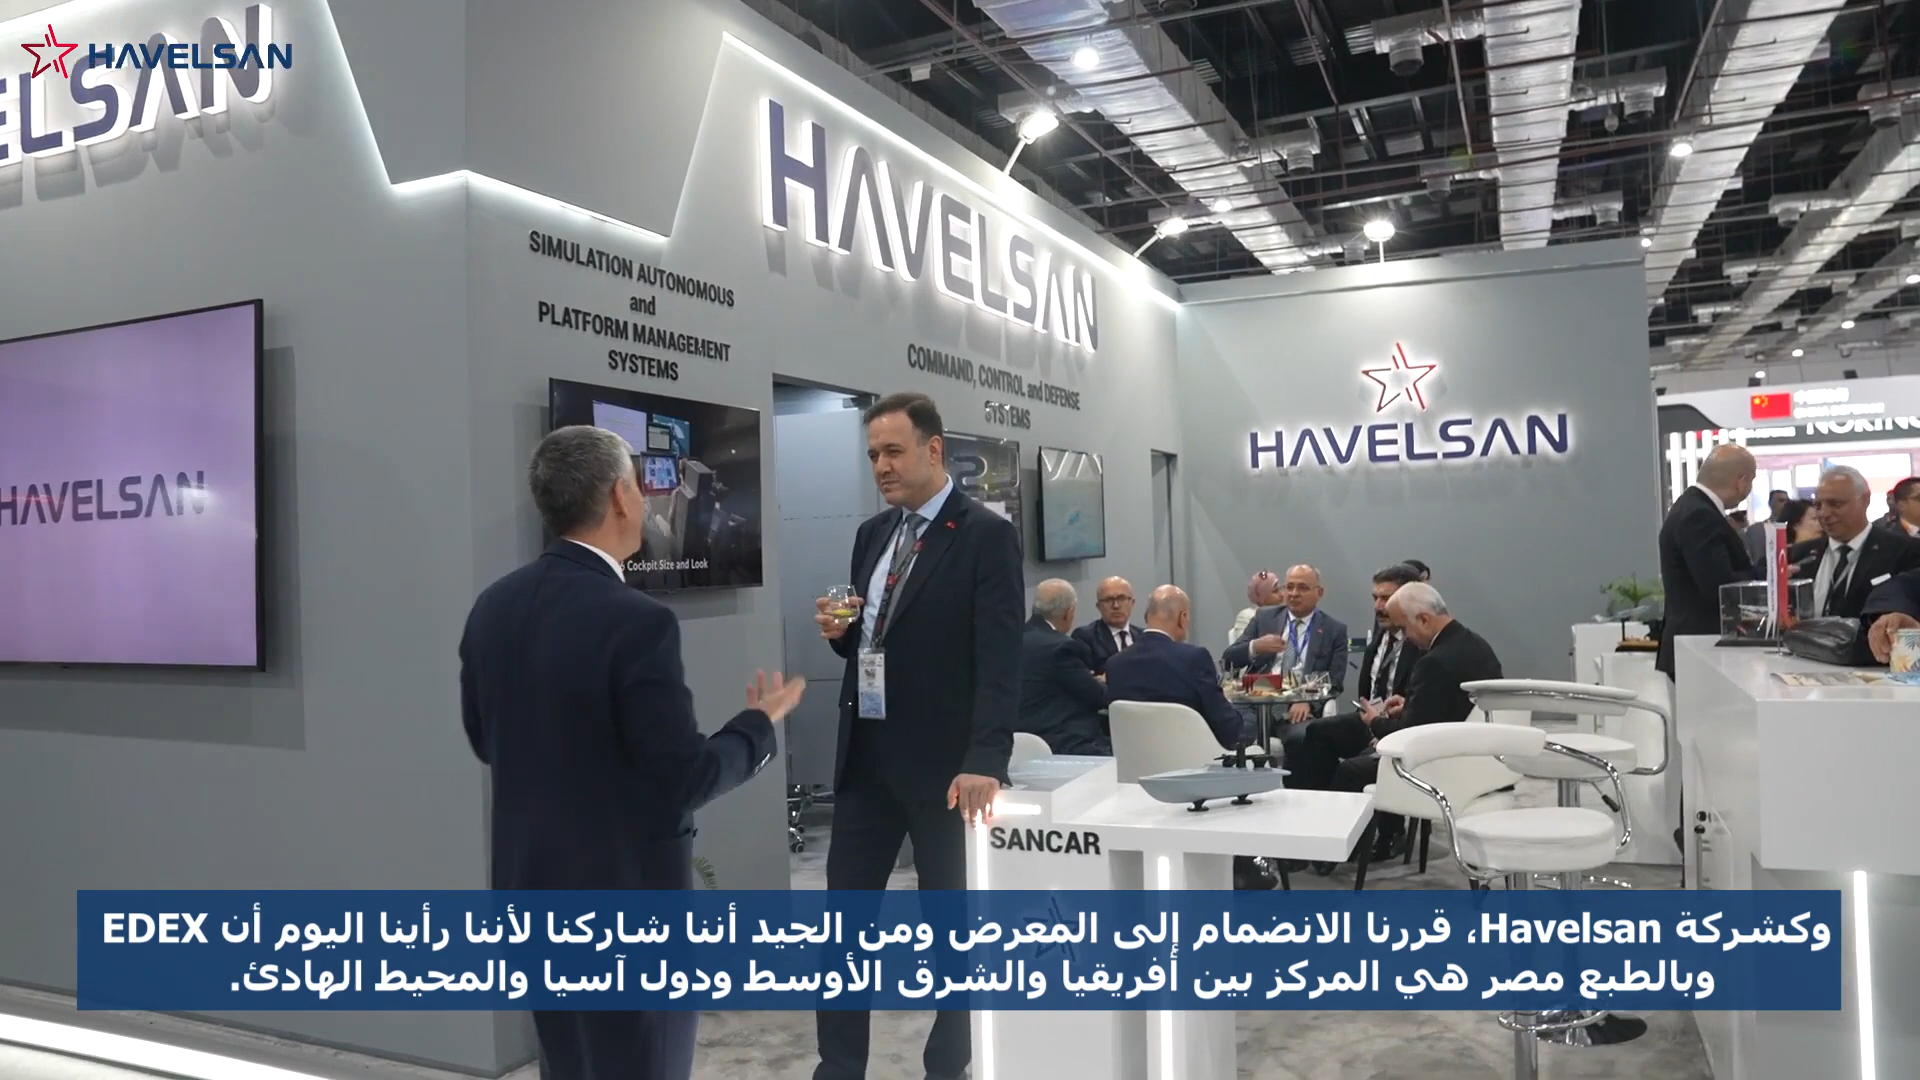 HAVELSAN
ELSAN
HAVELSAN
SIMULATION AUTONOMOUS
and
PLATFORM MANAGEMENT
SYSTEMS
COMMAND, CONTROL and DEFENSE
SYSTEMS
HAVELSAN
HAVELSAN
Cockpit Size and Look
SANCAR
وكشركة Havelsan، قررنا الانضمام إلى المعرض ومن الجيد أننا شاركنا لأننا رأينا اليوم أن EDEX
وبالطبع مصر هي المركز بين أفريقيا والشرق الأوسط ودول آسيا والمحيط الهادئ.